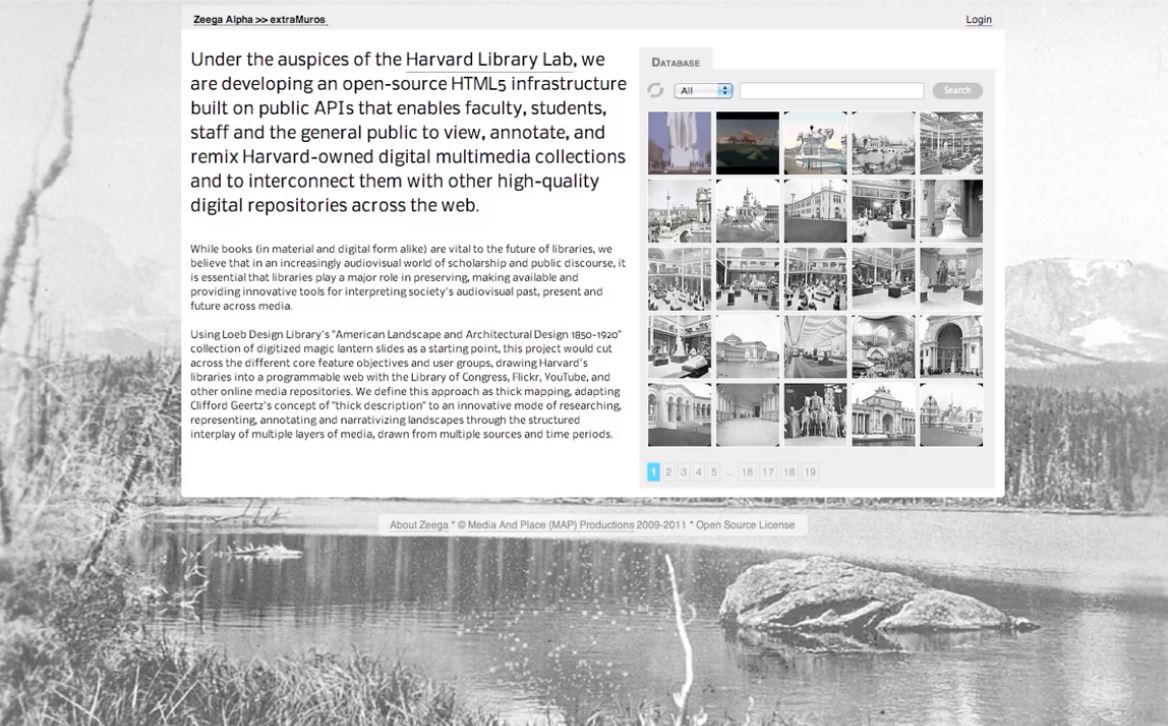 Zeega Alpha >> extraMuros
Login
Under the auspices of the Harvard Library Lab, we
are developing an open-source HTML5 infrastructure
built on public APIs that enables faculty, students,
staff and the general public to view, annotate, and
remix Harvard-owned digital multimedia collections
and to interconnect them with other high-quality
digital repositories across the web.
While books (in material and digital form alike) are vital to the future of libraries, we
believe that in an increasingly audiovisual world of scholarship and public discourse, it
is essential that libraries play a major role in preserving, making available and
providing innovative tools for interpreting society's audiovisual past, present and
future across media.
Using Loeb Design Library's "American Landscape and Architectural Design 1850-1920"
collection of digitized magic lantern slides as a starting point, this project would cut
across the different core feature objectives and user groups, drawing Harvard's
libraries into a programmable web with the Library of Congress, Flickr, YouTube, and
other online media repositories. We define this approach as thick mapping, adapting
Clifford Geertz's concept of "thick description" to an innovative mode of researching,
representing, annotating and narrativizing landscapes through the structured
interplay of multiple layers of media, drawn from multiple sources and time periods.
Database
All
Search
1 2 3 4 5 ... 16 17 18 19
About Zeega * © Media And Place (MAP) Productions 2009-2011 * Open Source License